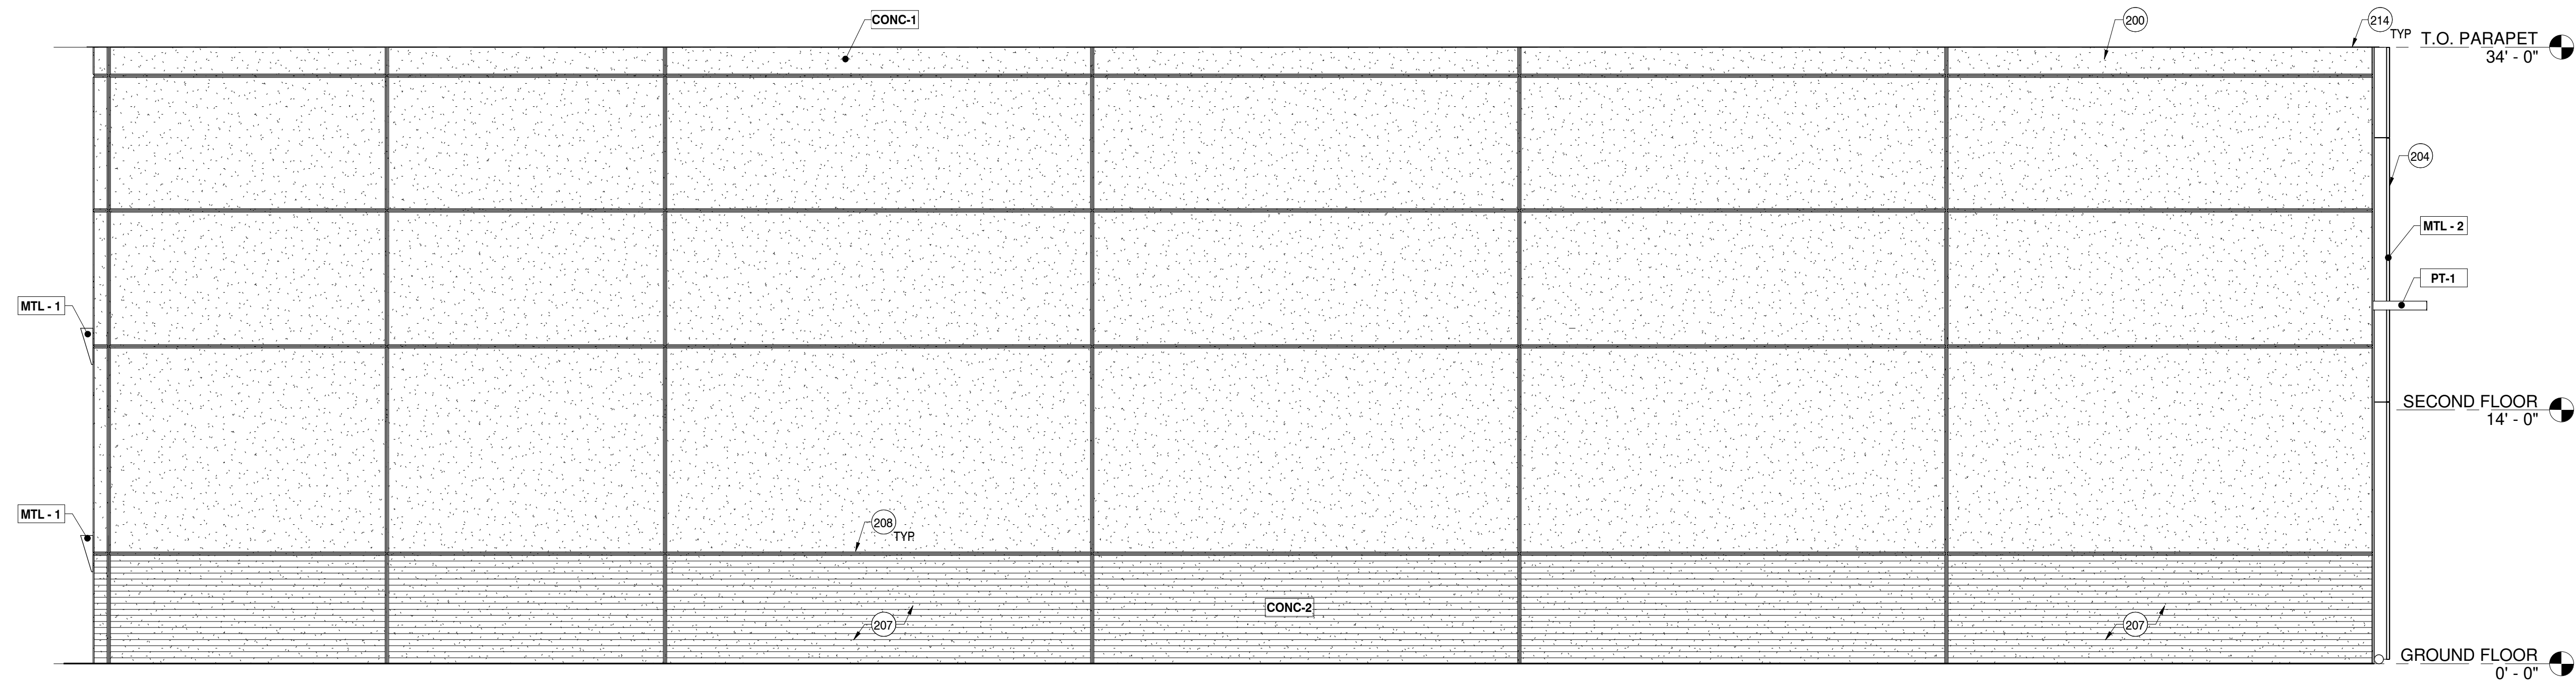 CONC-1
200
214
TYP
T.O. PARAPET
34' - 0"
204
MTL - 2
PT-1
MTL - 1
SECOND FLOOR
14' - 0"
MTL - 1
208
TYP
CONC-2
207
207
GROUND FLOOR
0' - 0"